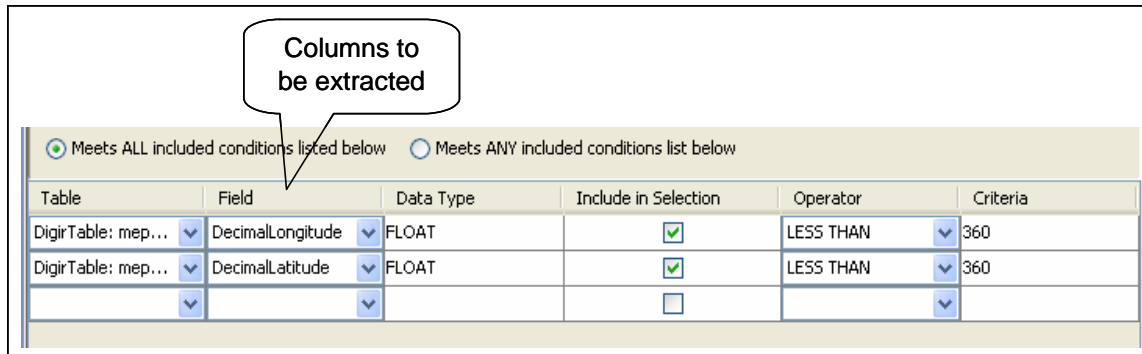 Columns to
be extracted
Meets ALL included conditions listed below Meets ANY included conditions list below
Table Field Data Type Include in Selection Operator Criteria
DigirTable: mep... DecimalLongitude FLOAT LESS THAN 360
DigirTable: mep... DecimalLatitude FLOAT LESS THAN 360